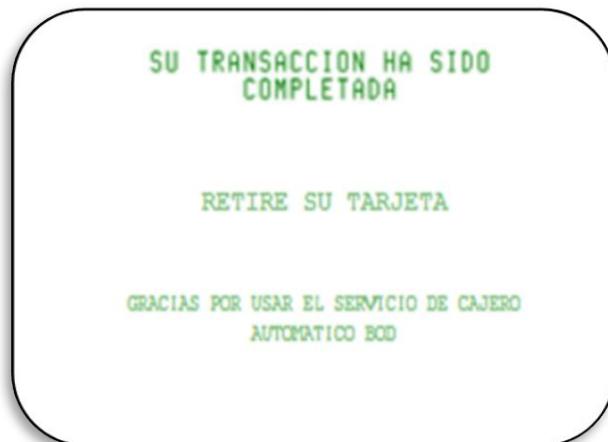 SU TRANSACCION HA SIDO
COMPLETADA
RETIRE SU TARJETA
GRACIAS POR USAR EL SERVICIO DE CAJERO
AUTOMATICO BOD